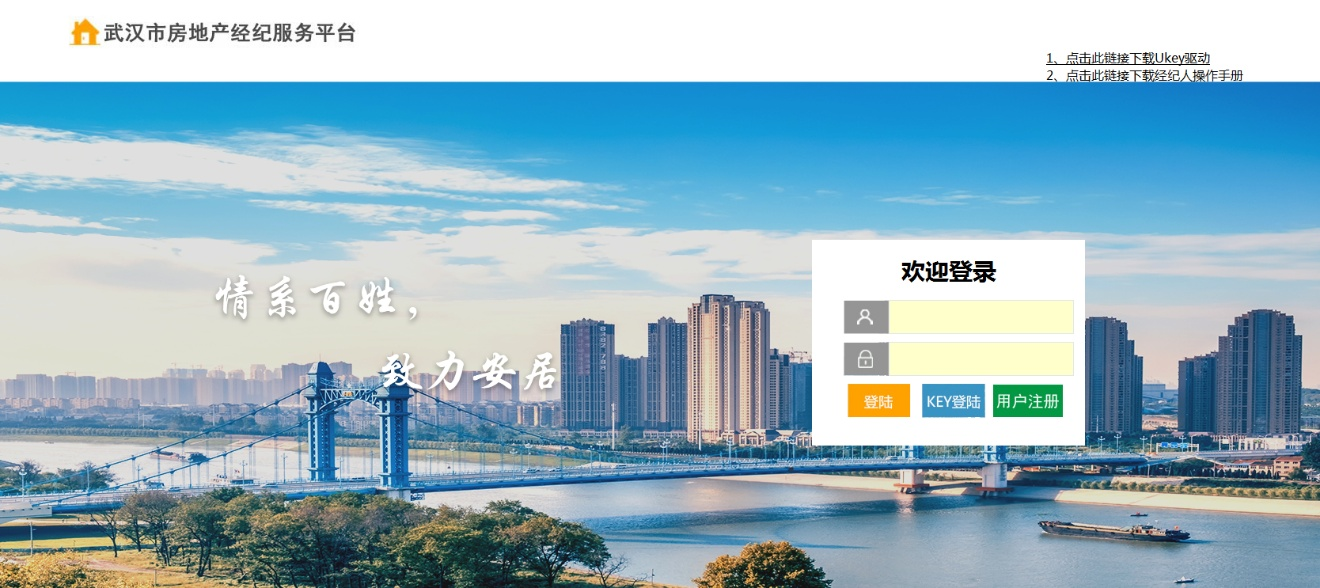 武汉市房地产经纪服务平台
1、点击此链接下载Ukey驱动
2、点击此链接下载经纪人操作手册
情系百姓，
致力安居
欢迎登录
登陆 KEY登陆 用户注册